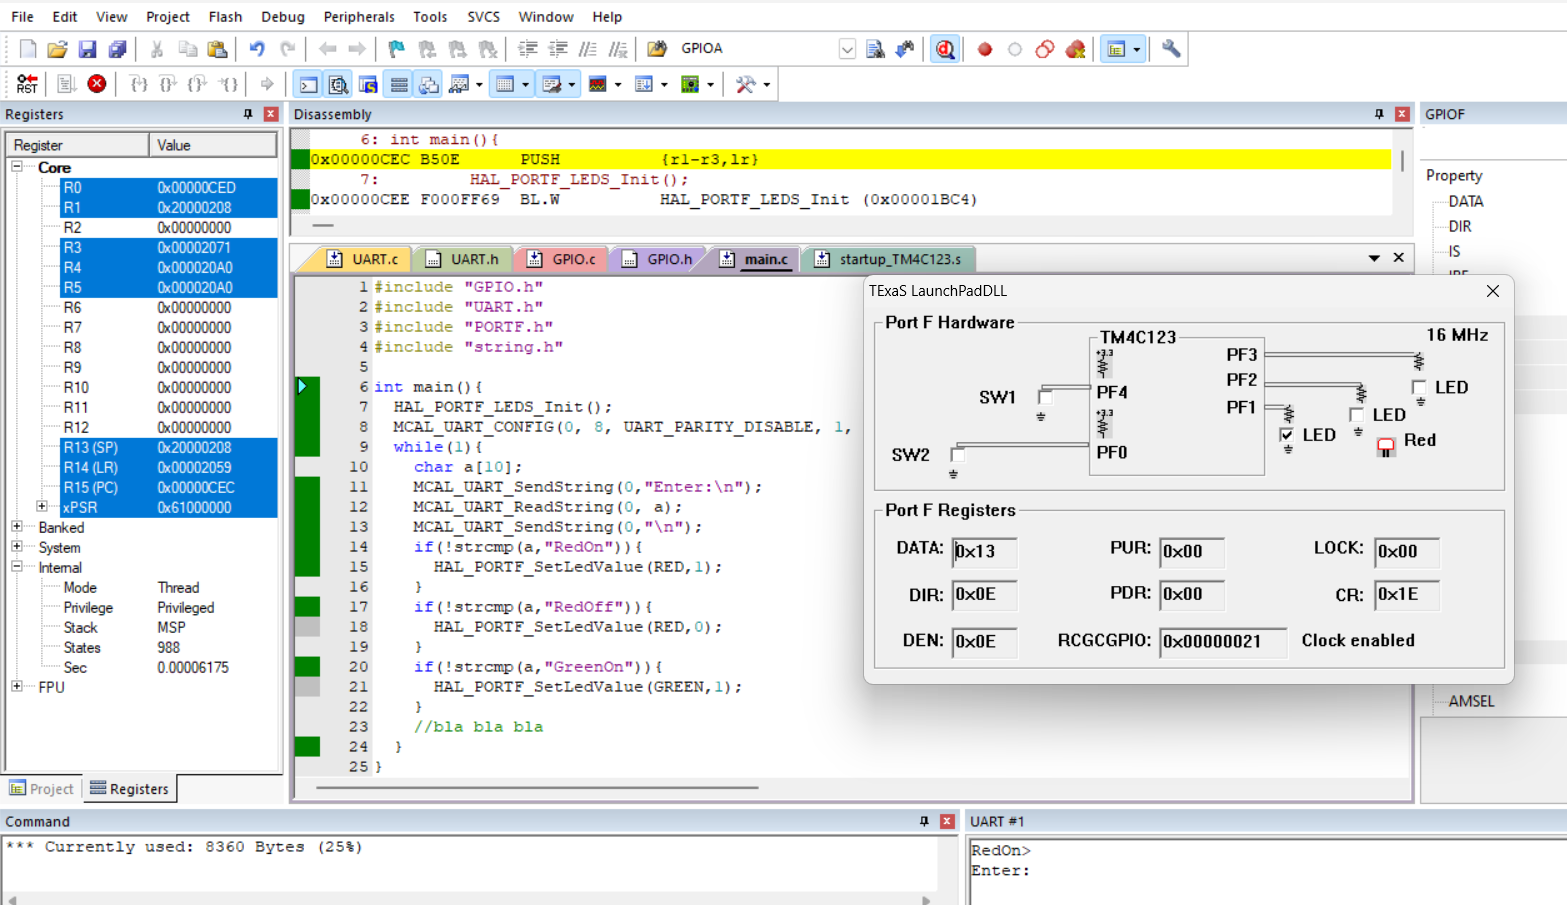 File Edit View Project Flash Debug Peripherals Tools SVCS Window Help
GPIOA
RST
Registers
Register Value
Core
R0 0x00000CED
R1 0x20000208
R2 0x00000000
R3 0x00002071
R4 0x000020A0
R5 0x000020A0
R6 0x00000000
R7 0x00000000
R8 0x00000000
R9 0x00000000
R10 0x00000000
R11 0x00000000
R12 0x00000000
R13 (SP) 0x20000208
R14 (LR) 0x00002059
R15 (PC) 0x00000CEC
xPSR 0x61000000
Banked
System
Internal
Mode Thread
Privilege Privileged
Stack MSP
States 988
Sec 0.00006175
FPU
Project Registers
Disassembly
6: int main(){
0x00000CEC B50E PUSH {r1-r3,lr}
7: HAL_PORTF_LEDS_Init();
0x00000CEE F000FF69 BL.W HAL_PORTF_LEDS_Init (0x00001BC4)
UART.c UART.h GPIO.c GPIO.h main.c startup_TM4C123.s
1 #include "GPIO.h"
2 #include "UART.h"
3 #include "PORTF.h"
4 #include "string.h"
5
6 int main(){
7 HAL_PORTF_LEDS_Init();
8 MCAL_UART_CONFIG(0, 8, UART_PARITY_DISABLE, 1,
9 while(1){
10 char a[10];
11 MCAL_UART_SendString(0,"Enter:\n");
12 MCAL_UART_ReadString(0, a);
13 MCAL_UART_SendString(0,"\n");
14 if(!strcmp(a,"RedOn")){
15 HAL_PORTF_SetLedValue(RED,1);
16 }
17 if(!strcmp(a,"RedOff")){
18 HAL_PORTF_SetLedValue(RED,0);
19 }
20 if(!strcmp(a,"GreenOn")){
21 HAL_PORTF_SetLedValue(GREEN,1);
22 }
23 //bla bla bla
24 }
25 }
GPIOF
Property
DATA
DIR
IS
AMSEL
TExaS LaunchPadDLL
Port F Hardware
TM4C123
16 MHz
+3.3
PF3
PF2
PF1
PF4
+3.3
PF0
SW1
SW2
LED
LED
LED
Red
Port F Registers
DATA: 0x13 PUR: 0x00 LOCK: 0x00
DIR: 0x0E PDR: 0x00 CR: 0x1E
DEN: 0x0E RCGCGPIO: 0x00000021 Clock enabled
Command
*** Currently used: 8360 Bytes (25%)
UART #1
RedOn>
Enter: